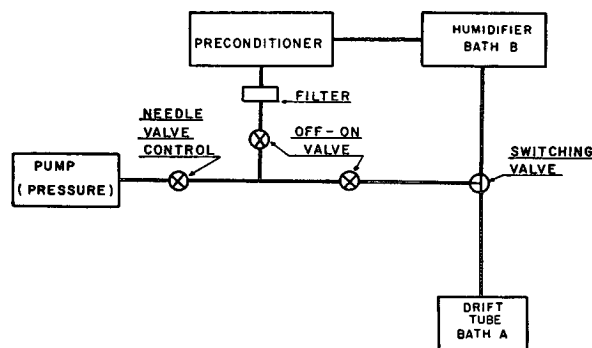 PRECONDITIONER
HUMIDIFIER
BATH B
FILTER
NEEDLE
VALVE
CONTROL
OFF-ON
VALVE
SWITCHING
VALVE
PUMP
(PRESSURE)
DRIFT
TUBE
BATH A